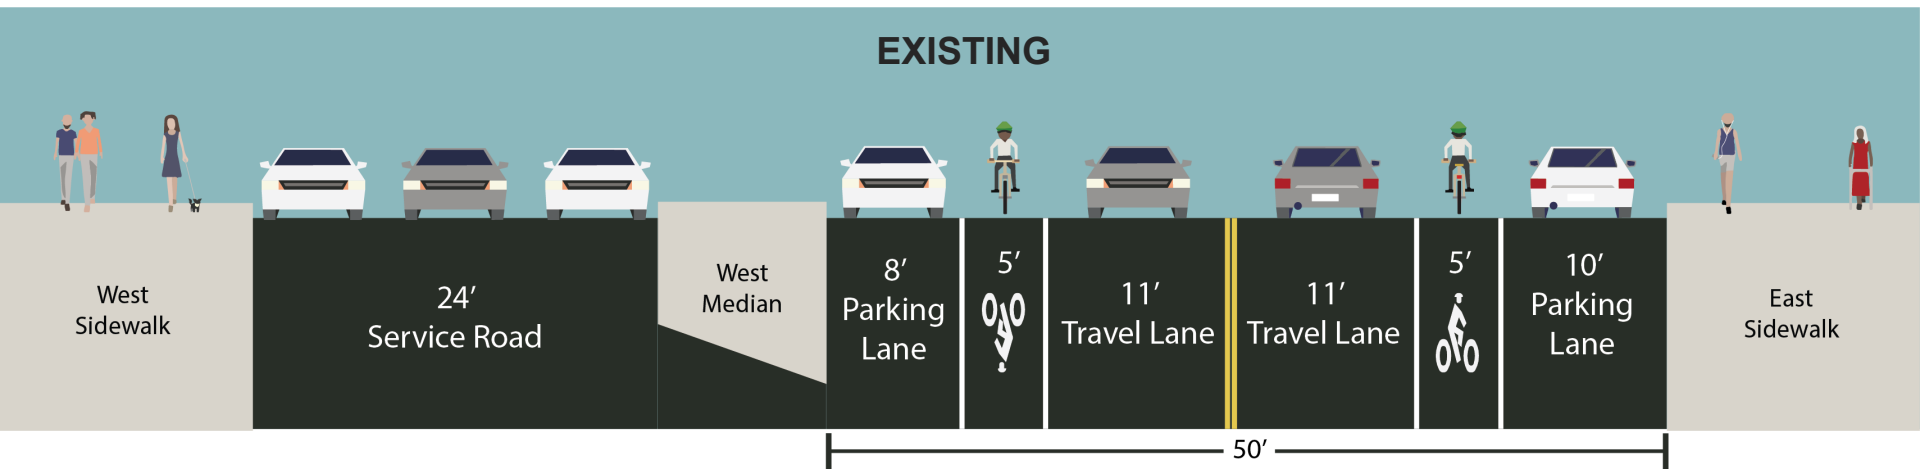 EXISTING
West
Sidewalk
24′
Service Road
West
Median
8′
Parking
Lane
5′
11′
Travel Lane
11′
Travel Lane
5′
10′
Parking
Lane
East
Sidewalk
50′